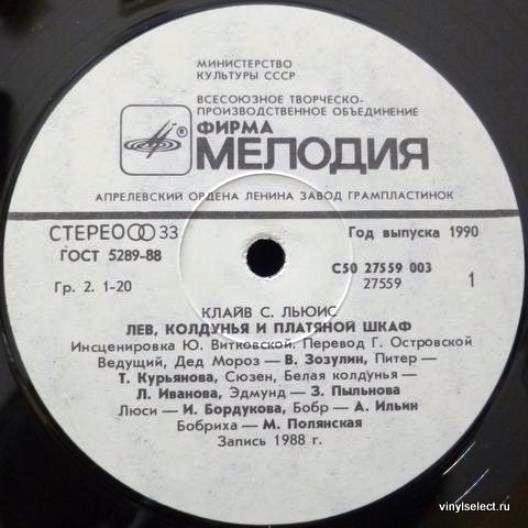 МИНИСТЕРСТВО
КУЛЬТУРЫ СССР
ВСЕСОЮЗНОЕ ТВОРЧЕСКО-
ПРОИЗВОДСТВЕННОЕ ОБЪЕДИНЕНИЕ
® ФИРМА
МЕЛОДИЯ
АПРЕЛЕВСКИЙ ОРДЕНА ЛЕНИНА ЗАВОД ГРАМПЛАСТИНОК
СТЕРЕО 33
Год выпуска 1990
ГОСТ 5289-88
С50 27559 003
Гр. 2. 1-20
27559
1
КЛАЙВ С. ЛЬЮИС
ЛЕВ, КОЛДУНЬЯ И ПЛАТЯНОЙ ШКАФ
Инсценировка Ю. Витковской. Перевод Г. Островской
Ведущий, Дед Мороз — В. Зозулин, Питер —
Т. Курьянова, Сюзен, Белая колдунья —
Л. Иванова, Эдмунд — З. Пыльнова
Люси — И. Бордукова, Бобр — А. Ильин
Бобриха — М. Полянская
Запись 1988 г.
vinylselect.ru